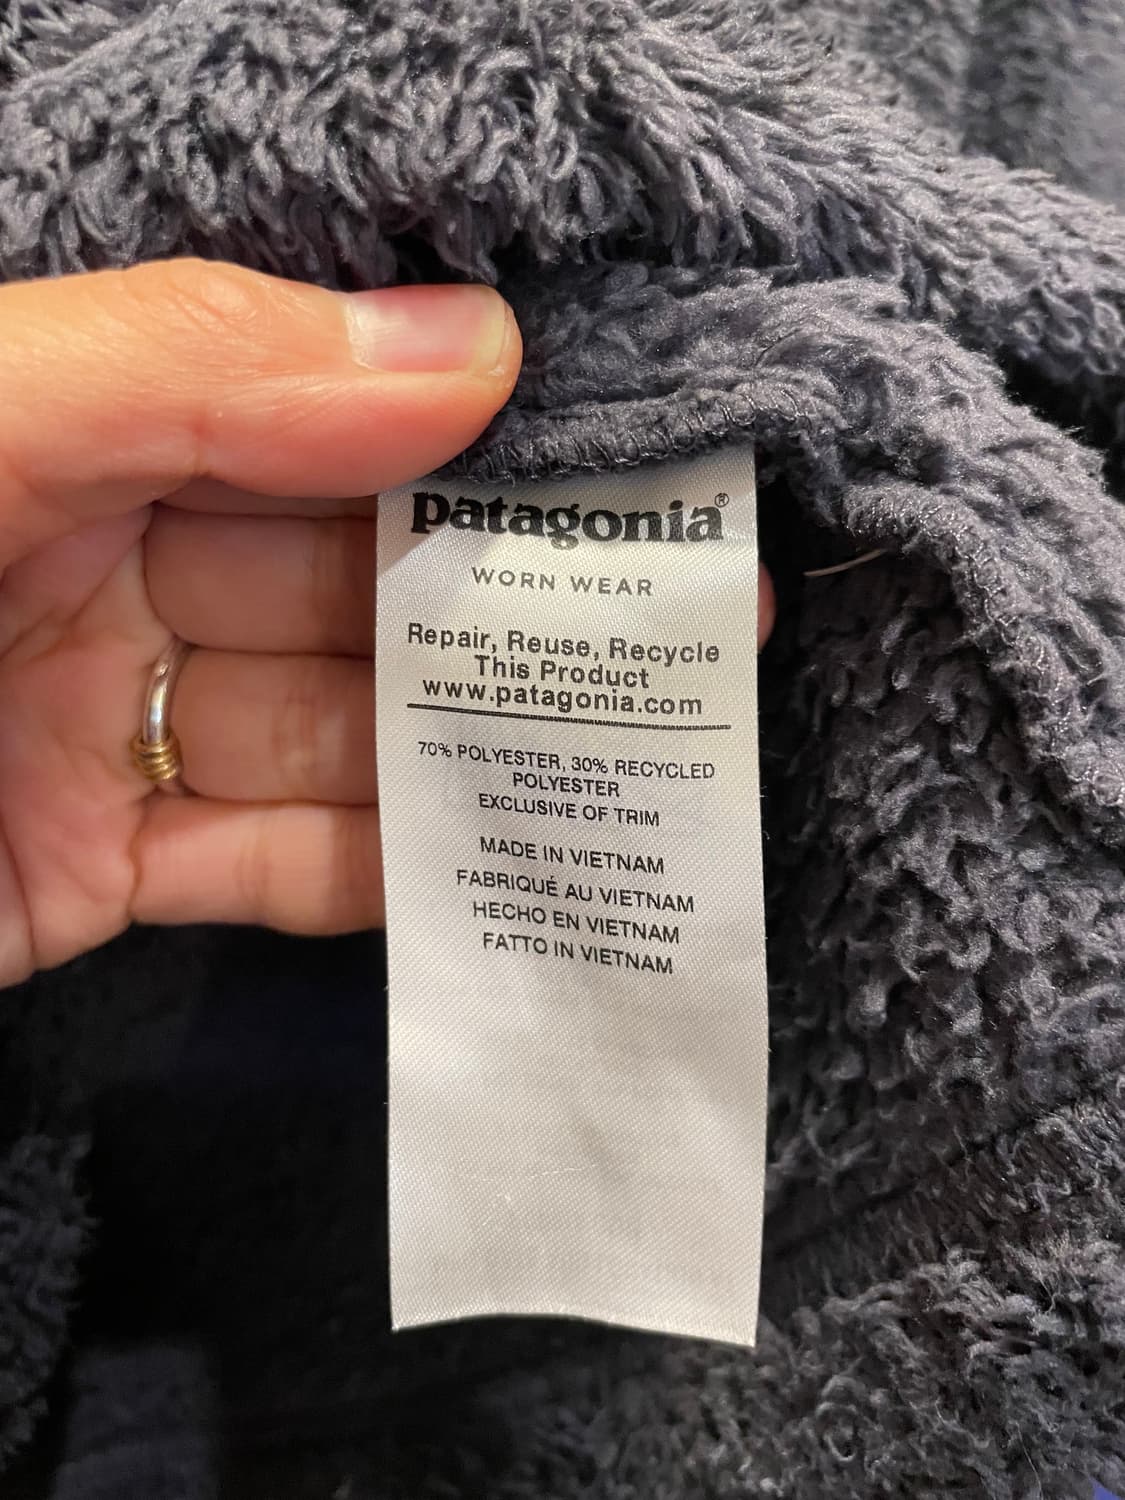 patagonia®
WORN WEAR
Repair, Reuse, Recycle
This Product
www.patagonia.com
70% POLYESTER, 30% RECYCLED
POLYESTER
EXCLUSIVE OF TRIM
MADE IN VIETNAM
FABRIQUÉ AU VIETNAM
HECHO EN VIETNAM
FATTO IN VIETNAM